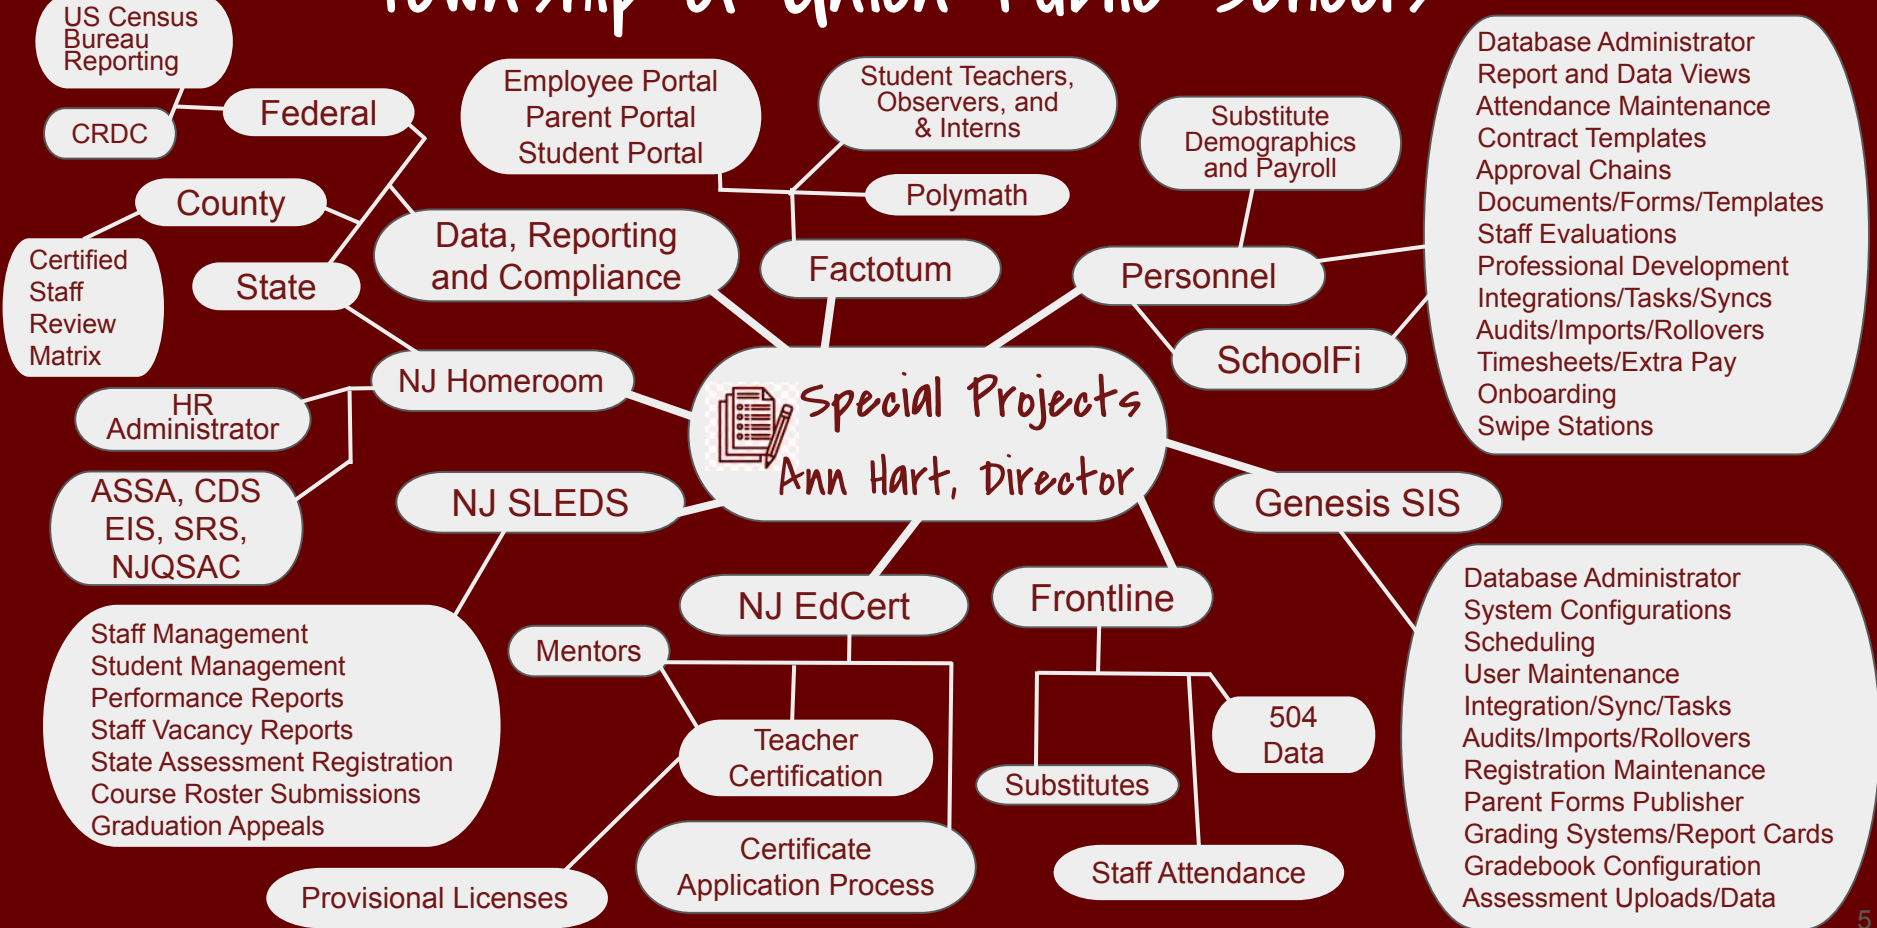 Township of Union Public Schools
US Census
Bureau
Reporting
CRDC
Federal
County
Certified
Staff
Review
Matrix
State
Data, Reporting
and Compliance
Employee Portal
Parent Portal
Student Portal
Student Teachers,
Observers, and
& Interns
Polymath
Factotum
Substitute
Demographics
and Payroll
Personnel
SchoolFi
Database Administrator
Report and Data Views
Attendance Maintenance
Contract Templates
Approval Chains
Documents/Forms/Templates
Staff Evaluations
Professional Development
Integrations/Tasks/Syncs
Audits/Imports/Rollovers
Timesheets/Extra Pay
Onboarding
Swipe Stations
NJ Homeroom
HR
Administrator
ASSA, CDS
EIS, SRS,
NJQSAC
Special Projects
Ann Hart, Director
NJ SLEDS
Staff Management
Student Management
Performance Reports
Staff Vacancy Reports
State Assessment Registration
Course Roster Submissions
Graduation Appeals
NJ EdCert
Mentors
Teacher
Certification
Provisional Licenses
Certificate
Application Process
Frontline
Substitutes
504
Data
Staff Attendance
Genesis SIS
Database Administrator
System Configurations
Scheduling
User Maintenance
Integration/Sync/Tasks
Audits/Imports/Rollovers
Registration Maintenance
Parent Forms Publisher
Grading Systems/Report Cards
Gradebook Configuration
Assessment Uploads/Data
5